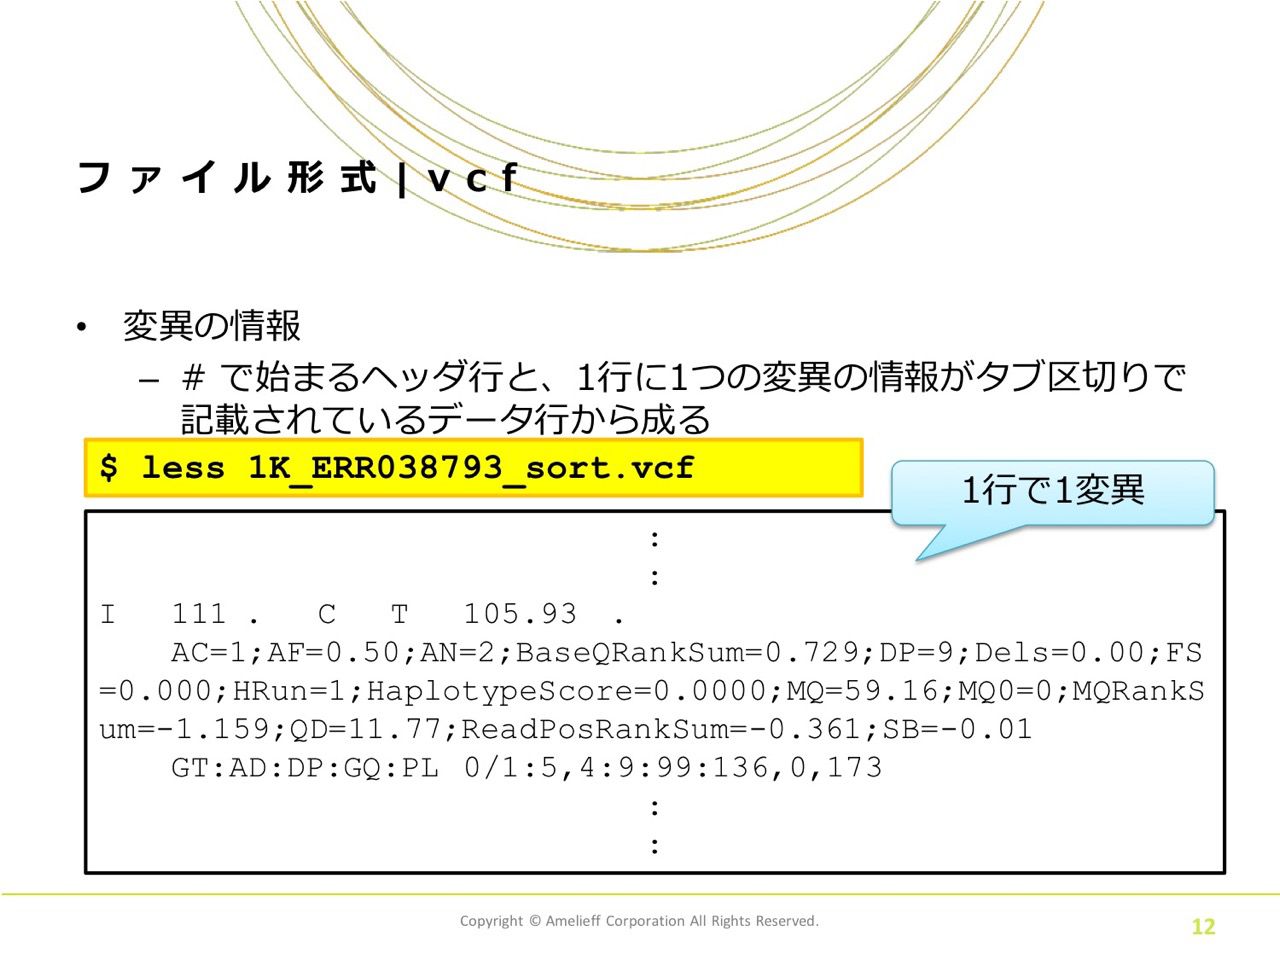 ファイル形式|vcf
• 変異の情報
– # で始まるヘッダ行と、1行に1つの変異の情報がタブ区切りで
記載されているデータ行から成る
$ less 1K_ERR038793_sort.vcf
1行で1変異
:
:
I 111 . C T 105.93 .
AC=1;AF=0.50;AN=2;BaseQRankSum=0.729;DP=9;Dels=0.00;FS
=0.000;HRun=1;HaplotypeScore=0.0000;MQ=59.16;MQ0=0;MQRankS
um=-1.159;QD=11.77;ReadPosRankSum=-0.361;SB=-0.01
GT:AD:DP:GQ:PL 0/1:5,4:9:99:136,0,173
:
:
Copyright © Amelieff Corporation All Rights Reserved.
12